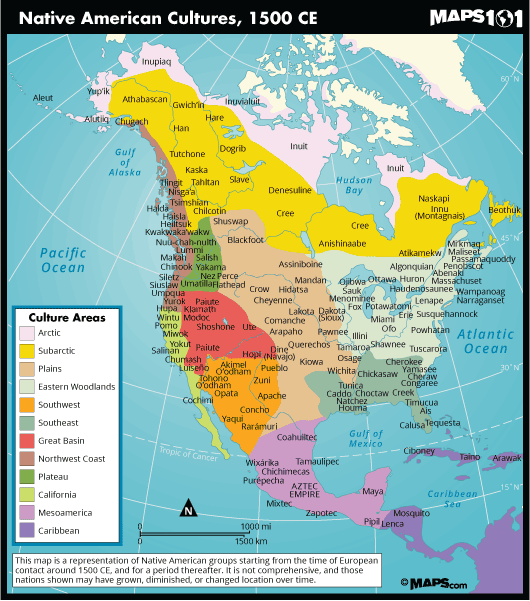 Native American Cultures, 1500 CE
MAPS101
Inupiaq
60°N
Aleut
Yup'ik
Athabascan
Gwich'in
Inuvialuit
Alutiiq
Chugach
Hare
Han
Gulf
of
Alaska
Dogrib
Inuit
Tutchone
Inuit
Kaska
Hudson
Bay
Tlingit
Tahltan
Slave
Nisga'a
Denesuline
Naskapi
Tsimshian
Innu
(Montagnais)
Haida
Chilcotin
Beothuk
Haisla
Cree
Heiltsuk
Shuswap
Cree
Kwakwaka'wakw
45°N
Nuu-chah-nulth
Blackfoot
Anishinaabe
Mi'kmaq
Pacific
Ocean
Lummi
Atikamekw
Maliseet
Makah
Salish
Passamaquoddy
Chinook
Yakama
Assiniboine
Algonquian
Penobscot
Siletz
Nez Perce
Abenaki
Siuslaw
Umatilla
Flathead
Mandan
Ojibwa
Ottawa
Huron
Massachuset
Umpqua
Crow
Hidatsa
Sauk
Haudenosaunee
Wampanoag
Yurok
Paiute
Cheyenne
Menominee
Lenape
Narraganset
Hupa
Klamath
Lakota
Dakota
(Sioux)
Fox
Potawatomi
Erie
Susquehannock
Wintu
Modoc
Comanche
Miami
Pomo
Shoshone
Ute
Arapaho
Pawnee
Illini
Ofo
Powhatan
Atlantic
Ocean
Miwok
Yokut
Paiute
Hopi
Dine
(Navajo)
Querechos
Tamaroa
Shawnee
Tuscarora
Salinan
Osage
Chumash
Akimel
O'odham
Pueblo
Kiowa
Cherokee
30°N
Luiseño
Wichita
Chickasaw
Yamasee
Tohono
O'odham
Zuni
Cheraw
Tunica
Congaree
Cochimi
Opata
Apache
Caddo
Choctaw
Creek
Natchez
Timucua
Concho
Houma
Ais
Yaqui
Calusa
Tequesta
Rarámuri
Coahuiltec
Gulf of
Mexico
Tropic of Cancer
Ciboney
Taíno
Arawak
Wixárika
Tamaulipec
Chichimecas
Purépecha
AZTEC
EMPIRE
Maya
Caribbean
Sea
15°N
Mixtec
Zapotec
Mosquito
Pipil
Lenca
Culture Areas
Arctic
Subarctic
Plains
Eastern Woodlands
Southwest
Southeast
Great Basin
Northwest Coast
Plateau
California
Mesoamerica
Caribbean
N
0
1000 mi
0
1500 km
This map is a representation of Native American groups starting from the time of European
contact around 1500 CE, and for a period thereafter. It is not comprehensive, and those
nations shown may have grown, diminished, or changed location over time.
© MAPS.com